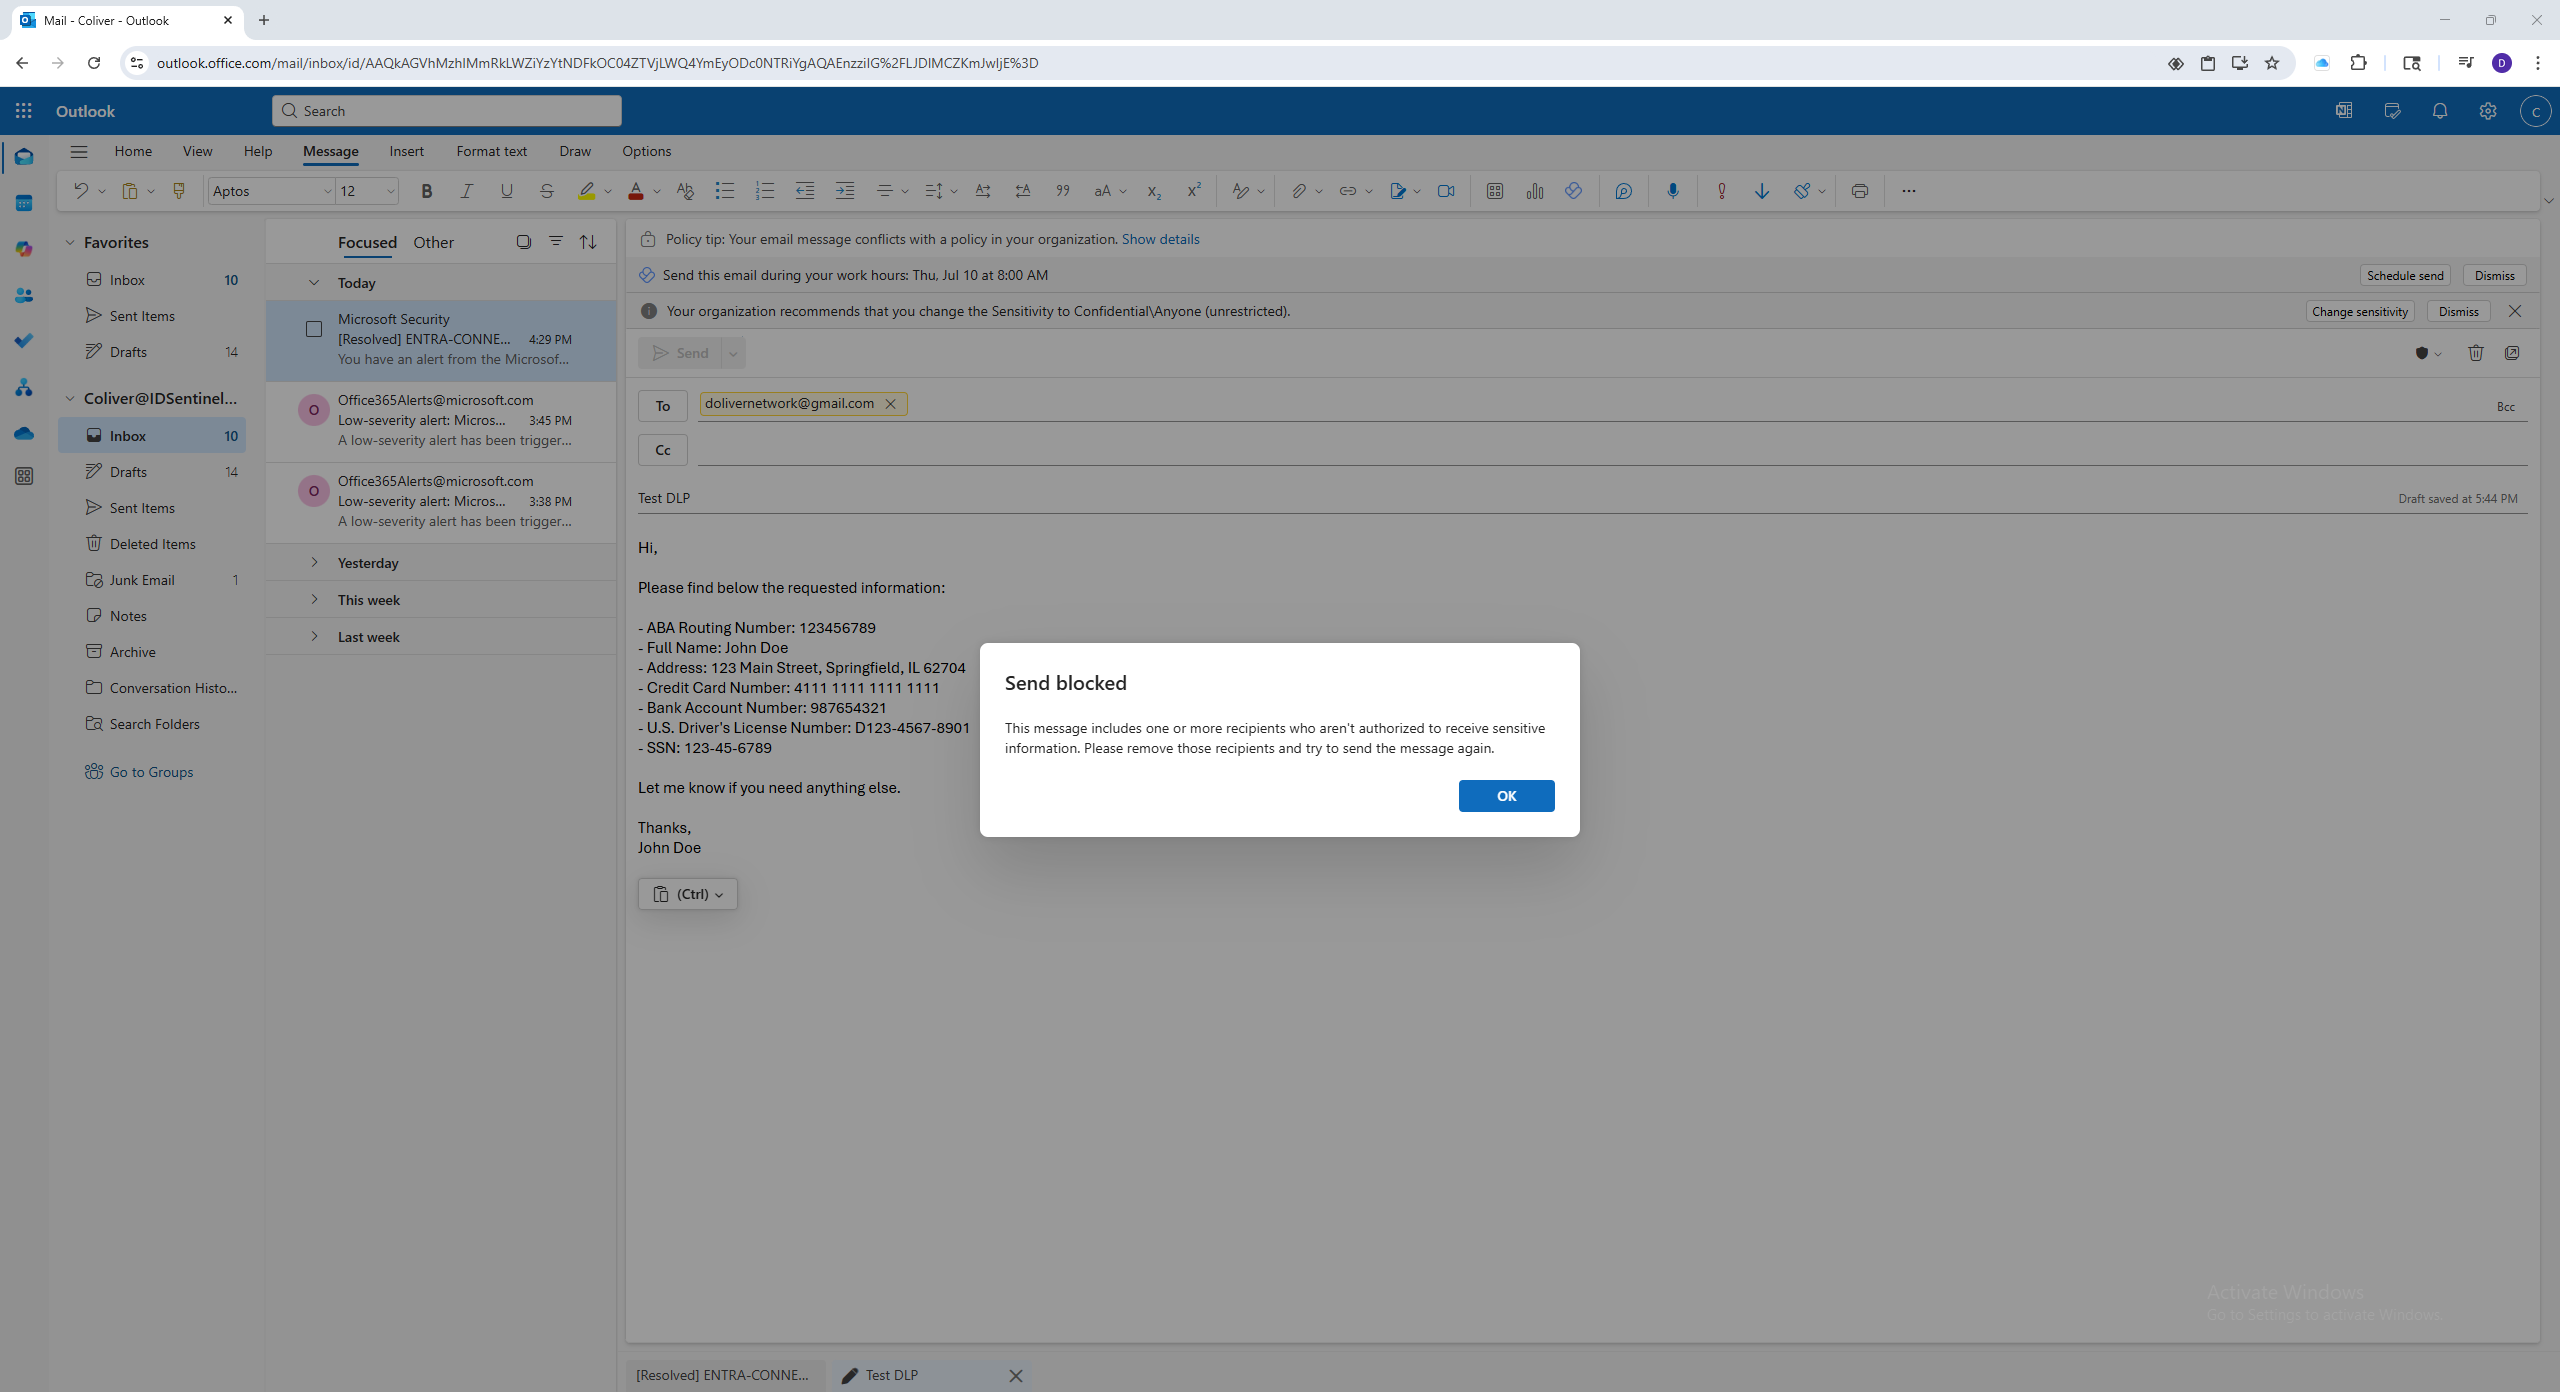 Mail - Coliver - Outlook
outlook.office.com/mail/inbox/id/AAQkAGVhMzhlMmRkLWZiYzYtNDFkOC04ZTVjLWQ4YmEyODc0NTRiYgAQAEnzziIG%2FLJDlMCZKmJwIjE%3D
D
Outlook
Search
C
Home View Help Message Insert Format text Draw Options
Aptos 12
Favorites
Inbox 10
Sent Items
Drafts 14
Coliver@IDSentinel...
Inbox 10
Drafts 14
Sent Items
Deleted Items
Junk Email 1
Notes
Archive
Conversation Histo...
Search Folders
Go to Groups
Focused Other
Today
Microsoft Security
[Resolved] ENTRA-CONNE... 4:29 PM
You have an alert from the Microsof...
O
Office365Alerts@microsoft.com
Low-severity alert: Micros... 3:45 PM
A low-severity alert has been trigger...
O
Office365Alerts@microsoft.com
Low-severity alert: Micros... 3:38 PM
A low-severity alert has been trigger...
Yesterday
This week
Last week
Policy tip: Your email message conflicts with a policy in your organization. Show details
Send this email during your work hours: Thu, Jul 10 at 8:00 AM Schedule send Dismiss
Your organization recommends that you change the Sensitivity to Confidential\Anyone (unrestricted). Change sensitivity Dismiss
Send
To dolivernetwork@gmail.com Bcc
Cc
Test DLP Draft saved at 5:44 PM
Hi,
Please find below the requested information:
- ABA Routing Number: 123456789
- Full Name: John Doe
- Address: 123 Main Street, Springfield, IL 62704
- Credit Card Number: 4111 1111 1111 1111
- Bank Account Number: 987654321
- U.S. Driver's License Number: D123-4567-8901
- SSN: 123-45-6789
Let me know if you need anything else.
Thanks,
John Doe
(Ctrl)
Send blocked
This message includes one or more recipients who aren't authorized to receive sensitive
information. Please remove those recipients and try to send the message again.
OK
Activate Windows
Go to Settings to activate Windows.
[Resolved] ENTRA-CONNE... Test DLP